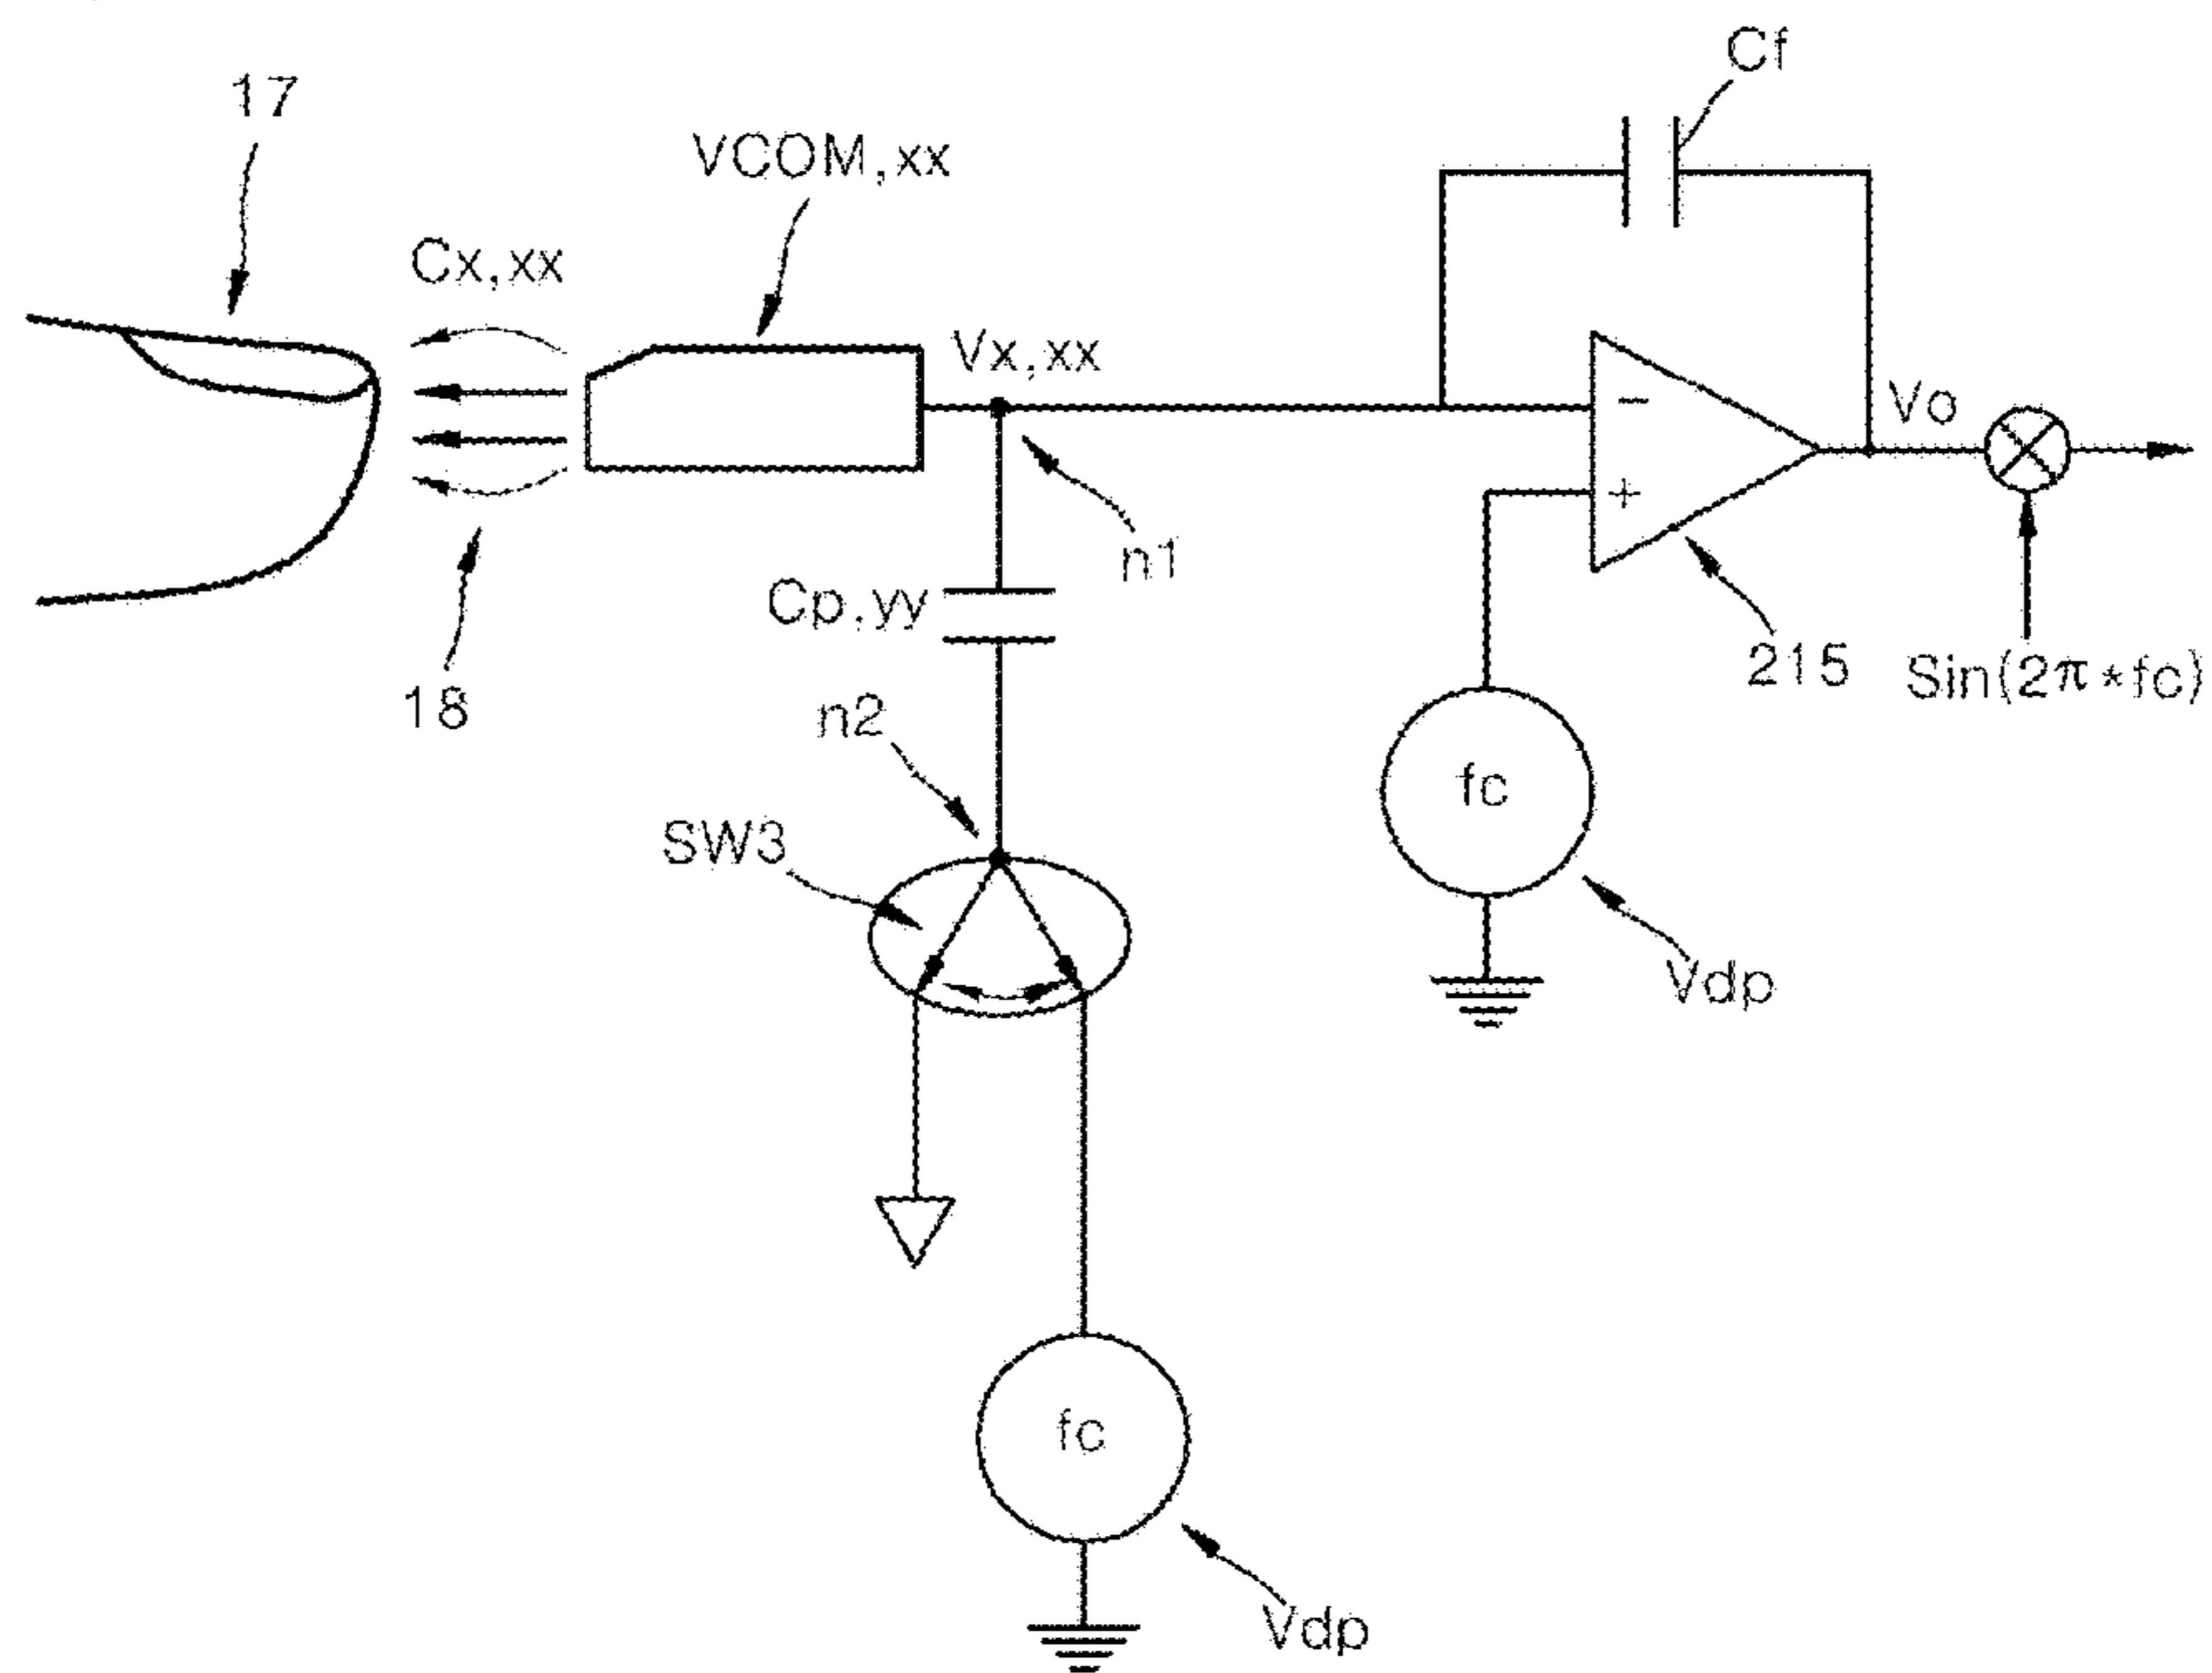 Cf
17
VCOM,xx
Cx,xx
Vx,xx
−
Vo
+
n1
Cp,yy
215
Sin(2π*fc)
18
n2
fc
SW3
Vdp
fc
Vdp